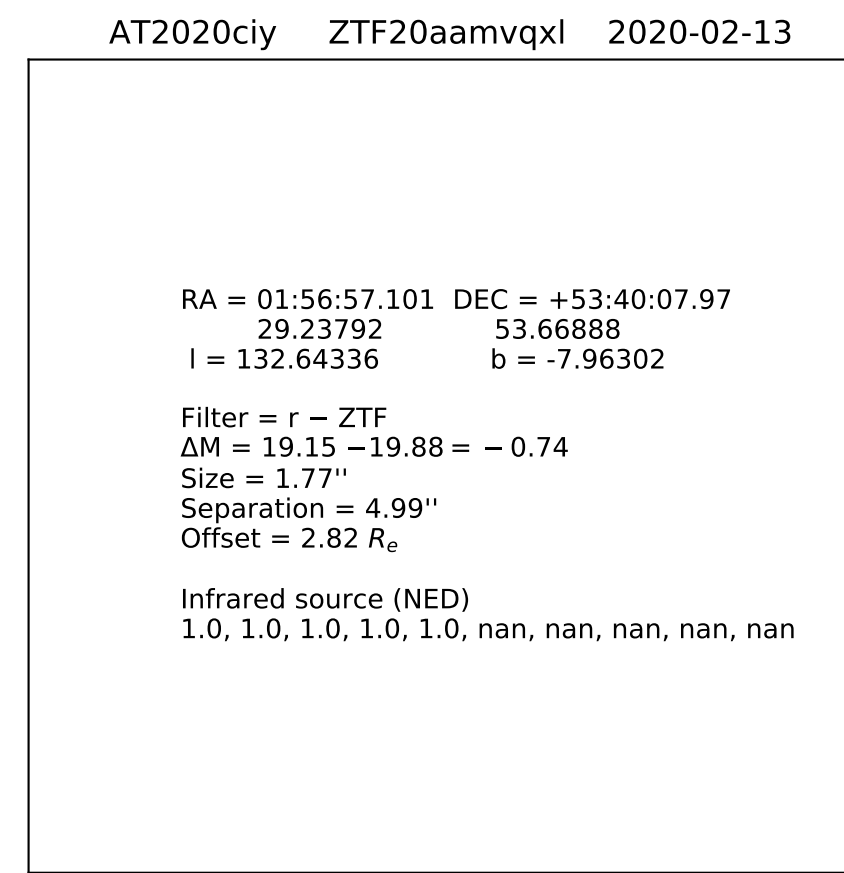 AT2020ciy ZTF20aamvqxl 2020-02-13
RA = 01:56:57.101 DEC = +53:40:07.97
29.23792 53.66888
l = 132.64336 b = -7.96302
Filter = r − ZTF
ΔM = 19.15 −19.88 = − 0.74
Size = 1.77''
Separation = 4.99''
Offset = 2.82 Re
Infrared source (NED)
1.0, 1.0, 1.0, 1.0, 1.0, nan, nan, nan, nan, nan